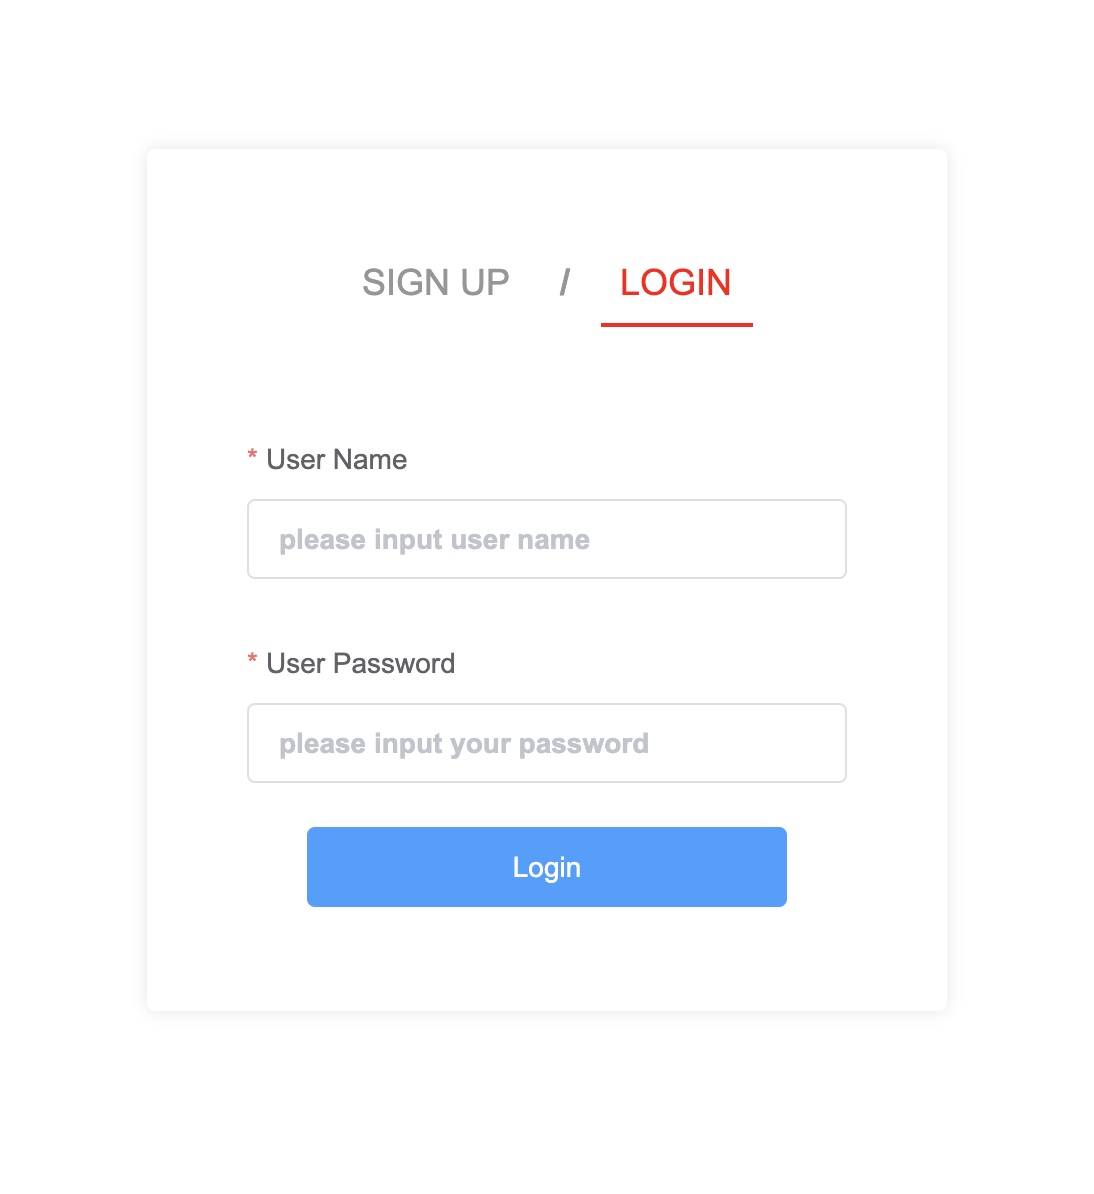 SIGN UP / LOGIN
* User Name
please input user name
* User Password
please input your password
Login